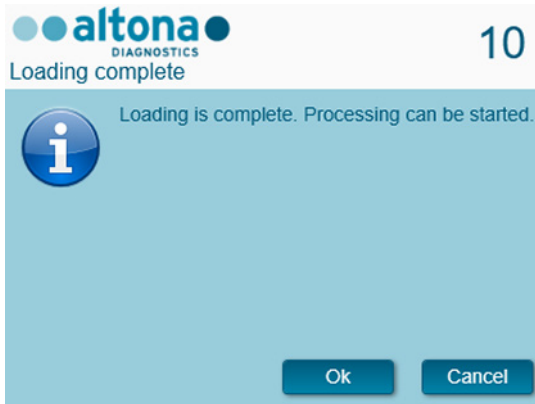 altona
DIAGNOSTICS
10
Loading complete
Loading is complete. Processing can be started.
Ok
Cancel